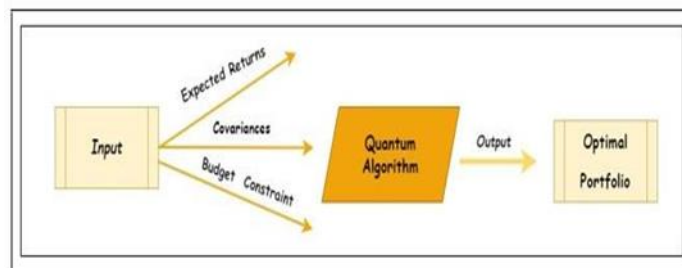 Input
Expected Returns
Covariances
Budget Constraint
Quantum
Algorithm
Output
Optimal
Portfolio